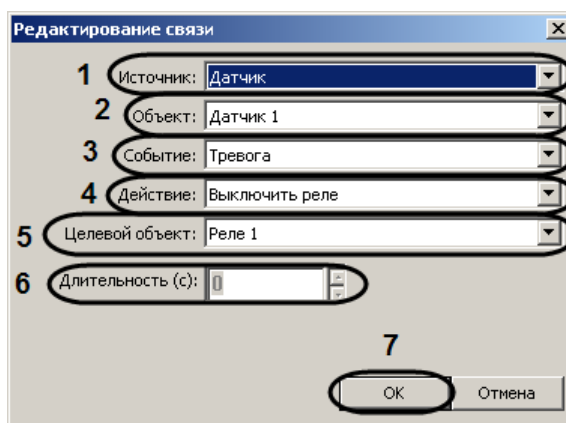 Редактирование связи
1 Источник: Датчик
2 Объект: Датчик 1
3 Событие: Тревога
4 Действие: Выключить реле
5 Целевой объект: Реле 1
6 Длительность (с): 0
7
OK Отмена